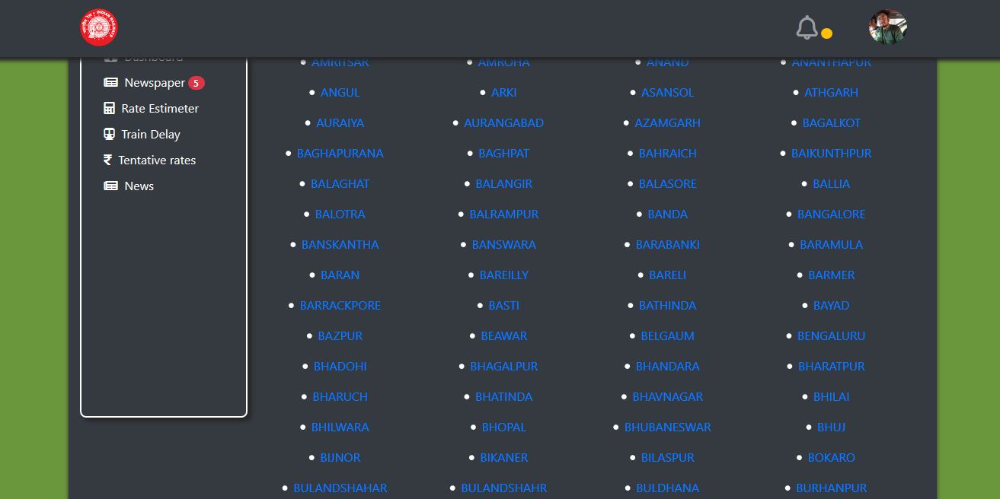 Dashboard
Newspaper 5
Rate Estimeter
Train Delay
Tentative rates
News
AMRITSAR AMROHA ANAND ANANTHAPUR
ANGUL ARKI ASANSOL ATHGARH
AURAIYA AURANGABAD AZAMGARH BAGALKOT
BAGHAPURANA BAGHPAT BAHRAICH BAIKUNTHPUR
BALAGHAT BALANGIR BALASORE BALLIA
BALOTRA BALRAMPUR BANDA BANGALORE
BANSKANTHA BANSWARA BARABANKI BARAMULA
BARAN BAREILLY BARELI BARMER
BARRACKPORE BASTI BATHINDA BAYAD
BAZPUR BEAWAR BELGAUM BENGALURU
BHADOHI BHAGALPUR BHANDARA BHARATPUR
BHARUCH BHATINDA BHAVNAGAR BHILAI
BHILWARA BHOPAL BHUBANESWAR BHUJ
BIJNOR BIKANER BILASPUR BOKARO
BULANDSHAHAR BULANDSHAHR BULDHANA BURHANPUR